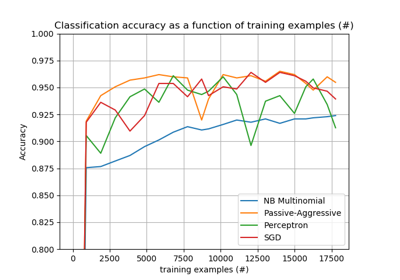 Classification accuracy as a function of training examples (#)
1.000
0.975
0.950
0.925
0.900
0.875
0.850
0.825
0.800
Accuracy
NB Multinomial
Passive-Aggressive
Perceptron
SGD
0 2500 5000 7500 10000 12500 15000 17500
training examples (#)